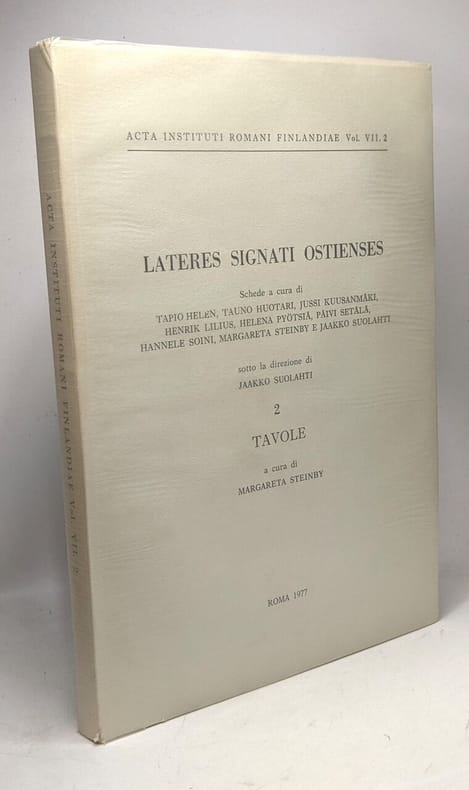 ACTA INSTITUTI ROMANI FINLANDIAE Vol. VII. 2
LATERES SIGNATI OSTIENSES
Schede a cura di
TAPIO HELEN, TAUNO HUOTARI, JUSSI KUUSANMÄKI,
HENRIK LILIUS, HELENA PYÖTSIÄ, PÄIVI SETÄLÄ,
HANNELE SOINI, MARGARETA STEINBY E JAAKKO SUOLAHTI
sotto la direzione di
JAAKKO SUOLAHTI
2
TAVOLE
a cura di
MARGARETA STEINBY
ROMA 1977
ACTA INSTITUTI ROMANI FINLANDIAE Vol. VII. 2